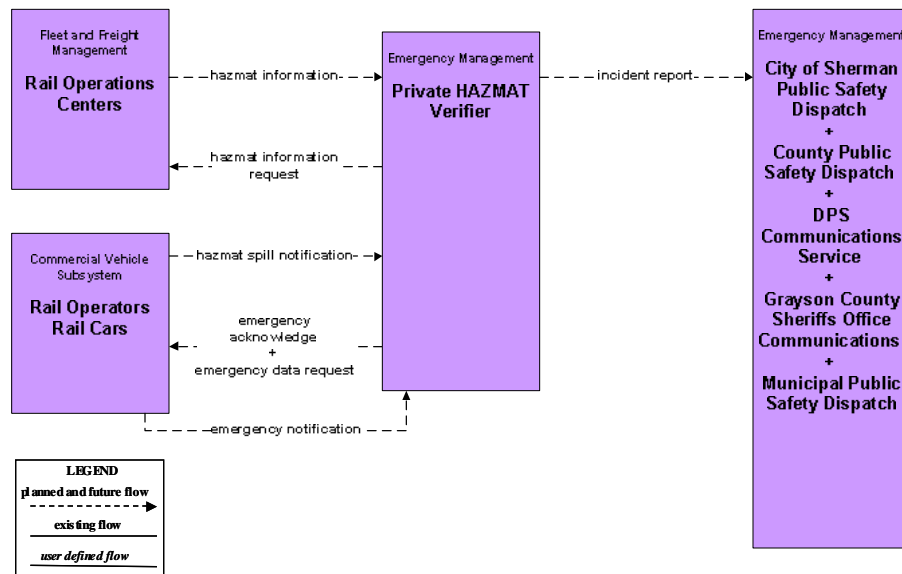 Fleet and Freight
Management
Rail Operations
Centers
hazmat information
hazmat information
request
Commercial Vehicle
Subsystem
Rail Operators
Rail Cars
hazmat spill notification
emergency
acknowledge
+
emergency data request
emergency notification
Emergency Management
Private HAZMAT
Verifier
incident report
Emergency Management
City of Sherman
Public Safety
Dispatch
+
County Public
Safety Dispatch
+
DPS
Communications
Service
+
Grayson County
Sheriffs Office
Communications
+
Municipal Public
Safety Dispatch
LEGEND
planned and future flow
existing flow
user defined flow